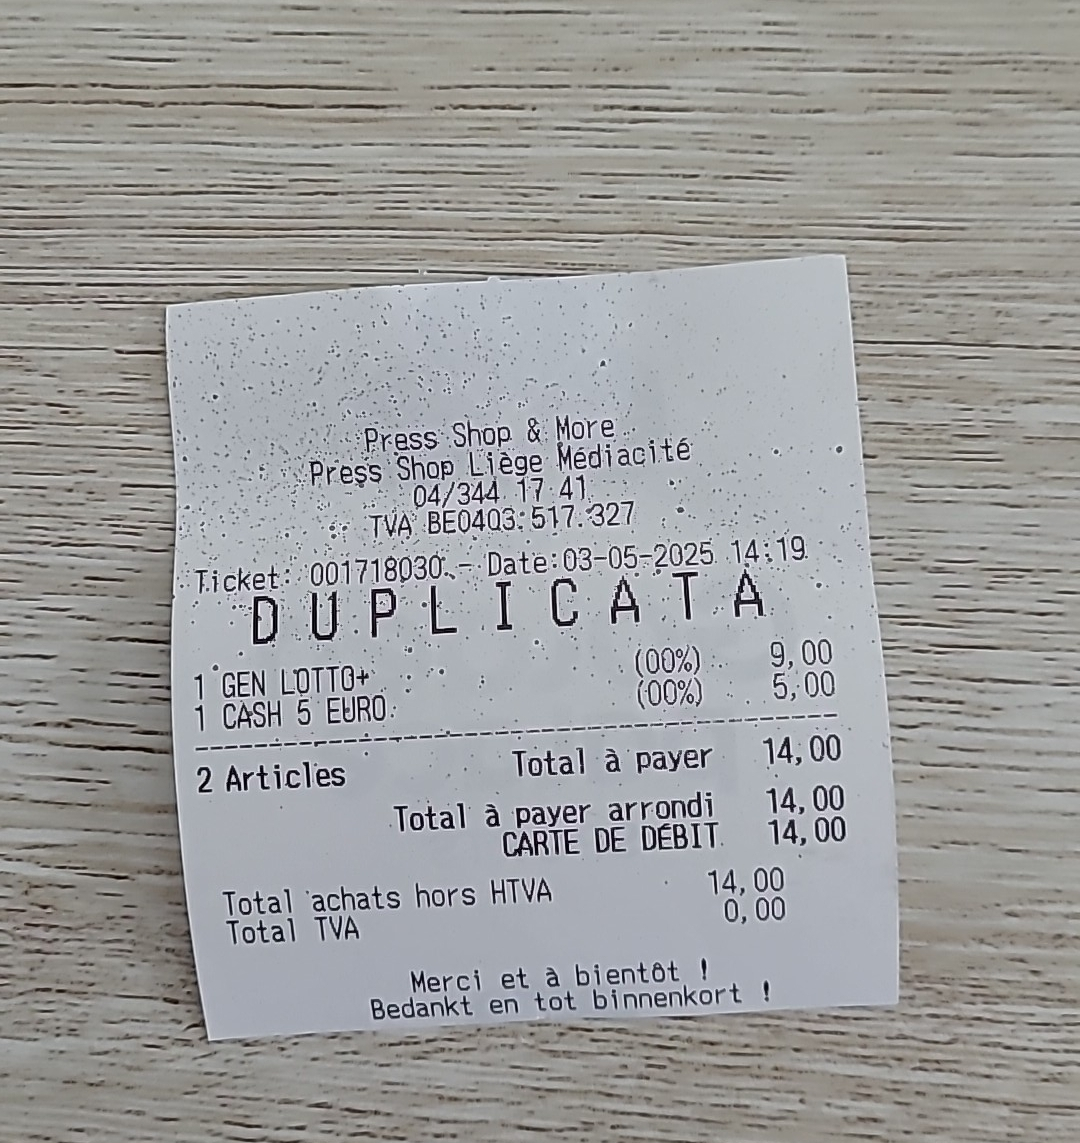 Press Shop & More
Press Shop Liège Médiacité
04/344 17 41
TVA BE0403.517.327
Ticket: 001718030 - Date:03-05-2025 14:19
DUPLICATA
1 GEN LOTTO+ (00%) 9,00
1 CASH 5 EURO (00%) 5,00
2 Articles Total à payer 14,00
Total à payer arrondi 14,00
CARTE DE DÉBIT 14,00
Total achats hors HTVA 14,00
Total TVA 0,00
Merci et à bientôt !
Bedankt en tot binnenkort !